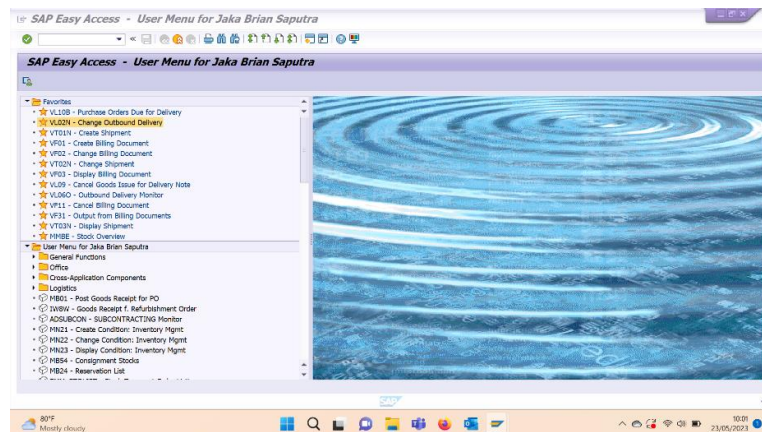 SAP Easy Access - User Menu for Jaka Brian Saputra
SAP Easy Access - User Menu for Jaka Brian Saputra
Favorites
VL10B - Purchase Orders Due for Delivery
VL02N - Change Outbound Delivery
VT01N - Create Shipment
VF01 - Create Billing Document
VF02 - Change Billing Document
VT02N - Change Shipment
VF03 - Display Billing Document
VL09 - Cancel Goods Issue for Delivery Note
VL06O - Outbound Delivery Monitor
VF11 - Cancel Billing Document
VF31 - Output from Billing Documents
VT03N - Display Shipment
MMBE - Stock Overview
User Menu for Jaka Brian Saputra
General Functions
Office
Cross-Application Components
Logistics
MB01 - Post Goods Receipt for PO
IW8W - Goods Receipt f. Refurbishment Order
ADSUBCON - SUBCONTRACTING Monitor
MN21 - Create Condition: Inventory Mgmt
MN22 - Change Condition: Inventory Mgmt
MN23 - Display Condition: Inventory Mgmt
MB54 - Consignment Stocks
MB24 - Reservation List
SAP
80°F
Mostly cloudy
10:01
23/05/2023